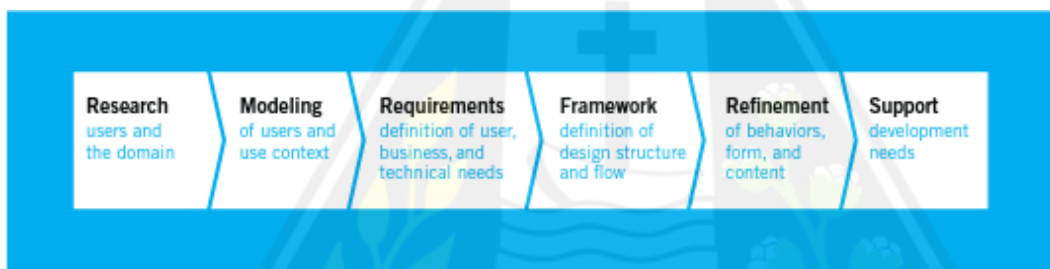 Research
users and
the domain
Modeling
of users and
use context
Requirements
definition of user,
business, and
technical needs
Framework
definition of
design structure
and flow
Refinement
of behaviors,
form, and
content
Support
development
needs